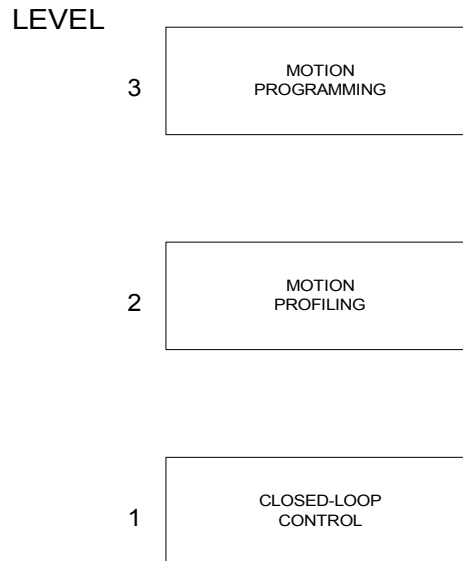 LEVEL
3
MOTION
PROGRAMMING
2
MOTION
PROFILING
1
CLOSED-LOOP
CONTROL